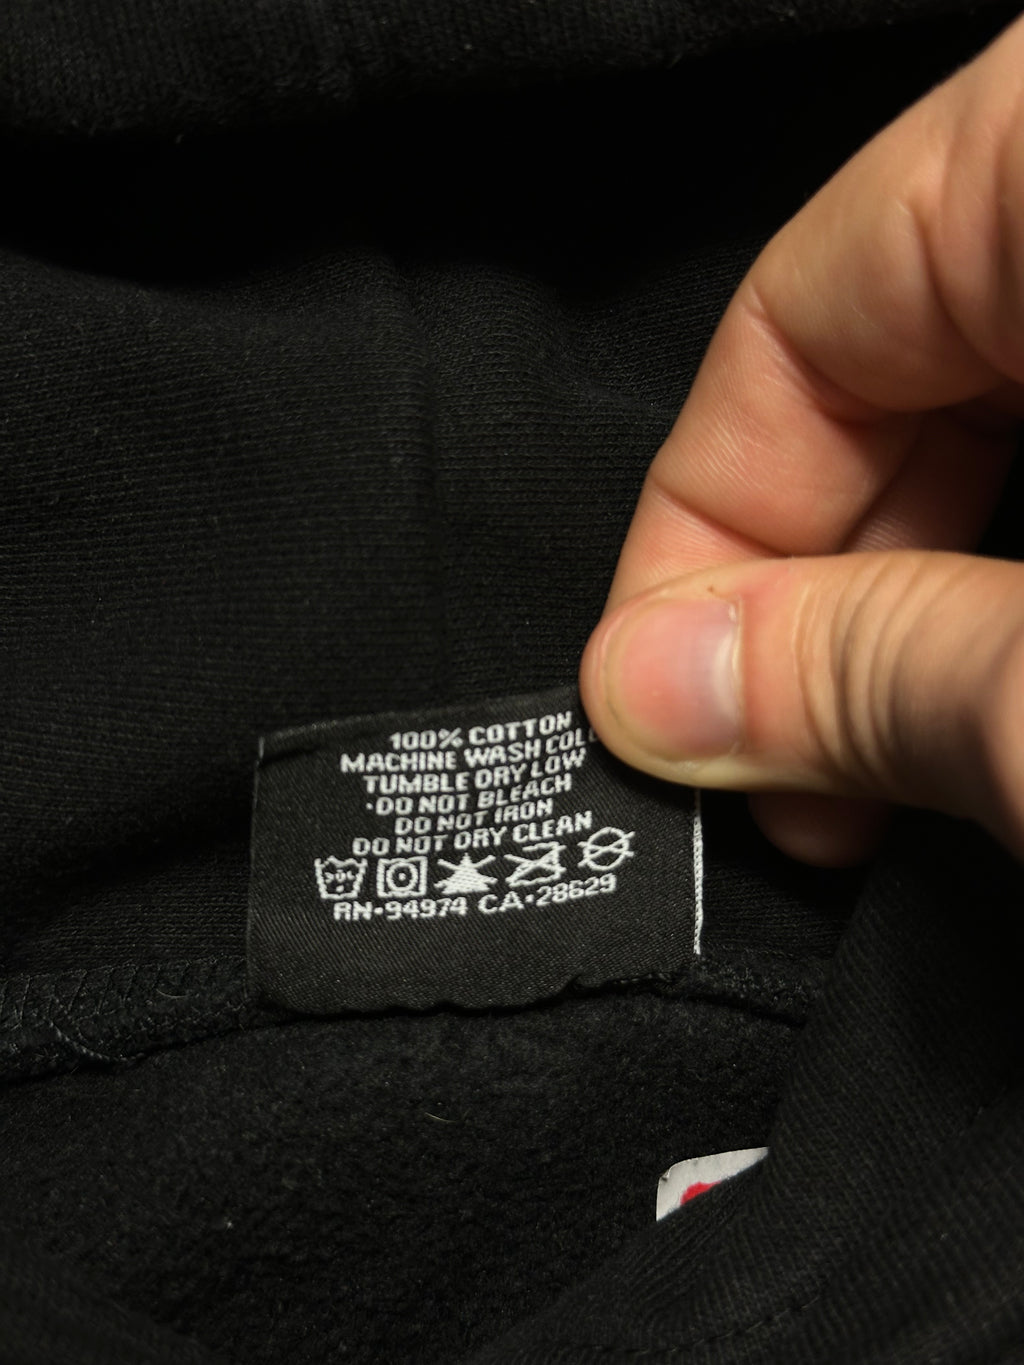 100% COTTON
MACHINE WASH COL
TUMBLE DRY LOW
·DO NOT BLEACH
DO NOT IRON
DO NOT DRY CLEAN
RN·94974 CA·28629